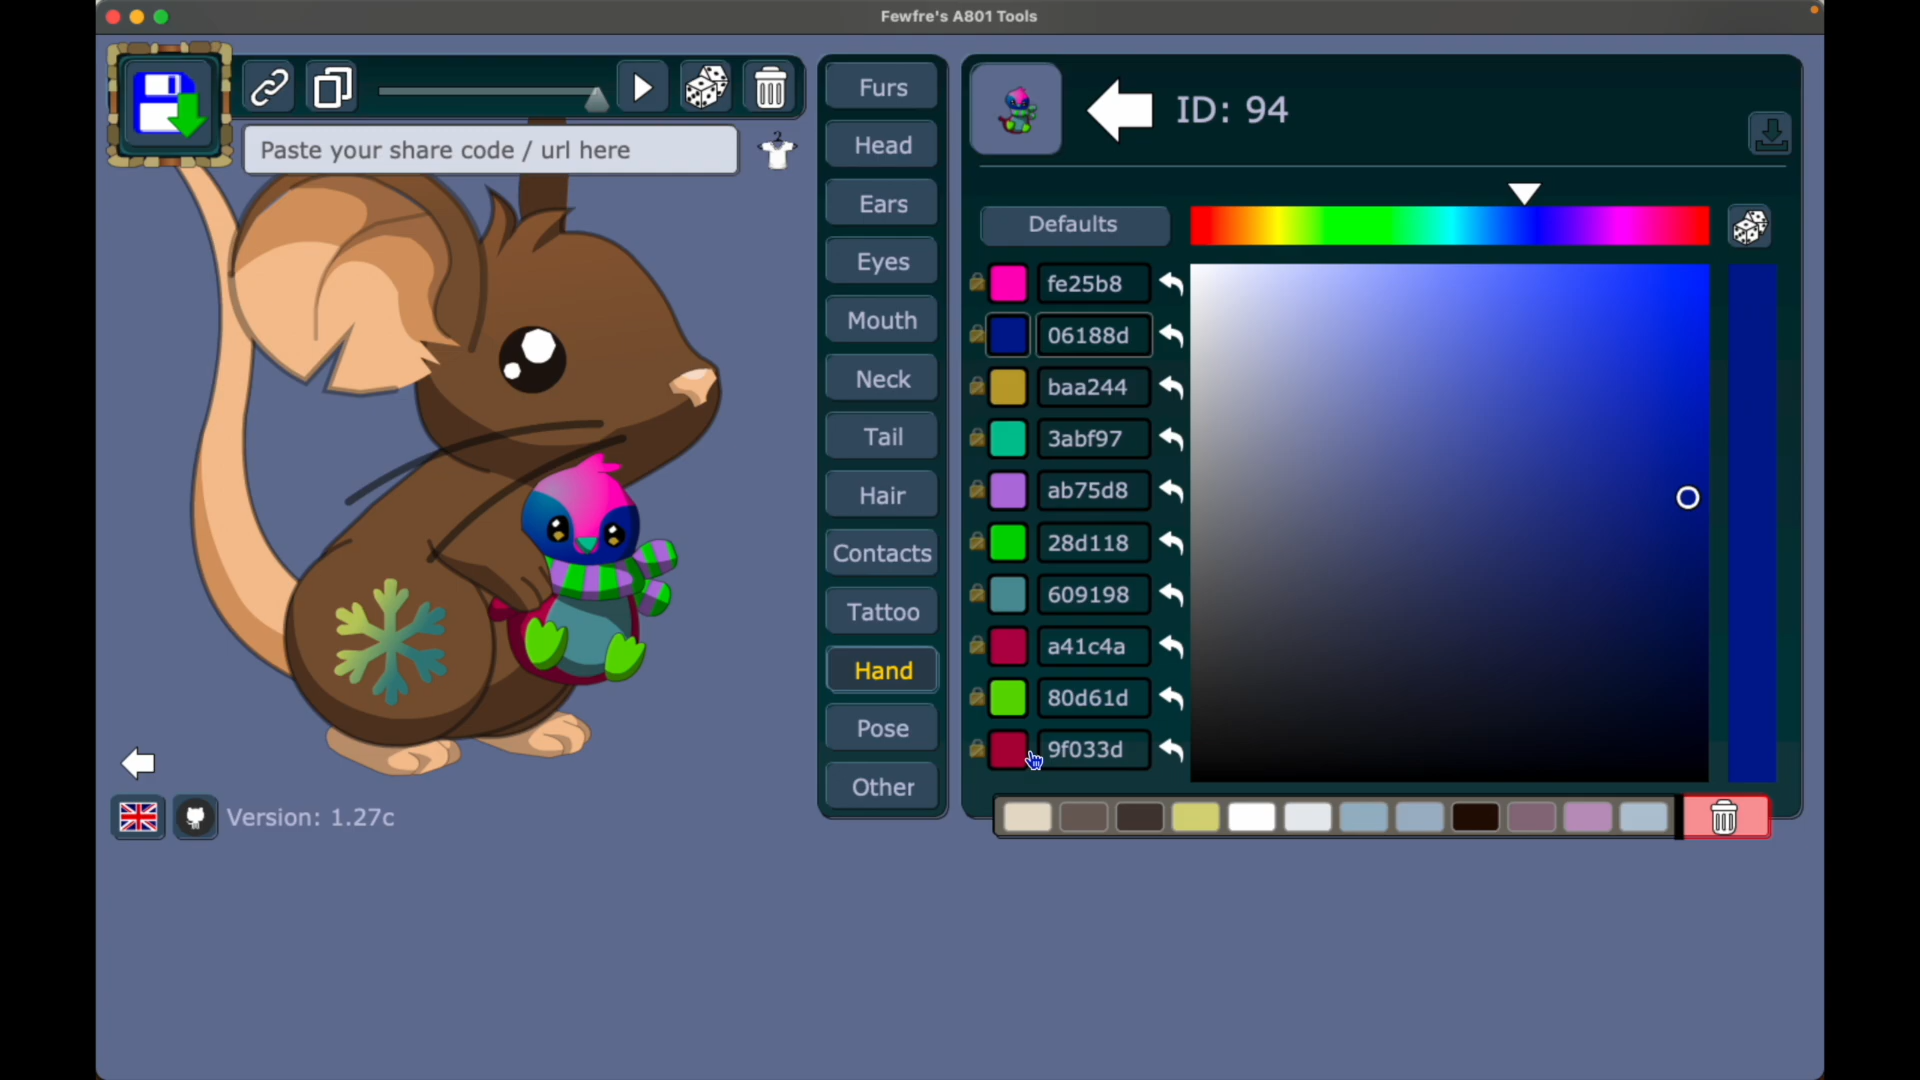 Fewfre's A801 Tools
Paste your share code / url here
2
Furs
Head
Ears
Eyes
Mouth
Neck
Tail
Hair
Contacts
Tattoo
Hand
Pose
Other
ID: 94
Defaults
fe25b8
06188d
baa244
3abf97
ab75d8
28d118
609198
a41c4a
80d61d
9f033d
Version: 1.27c